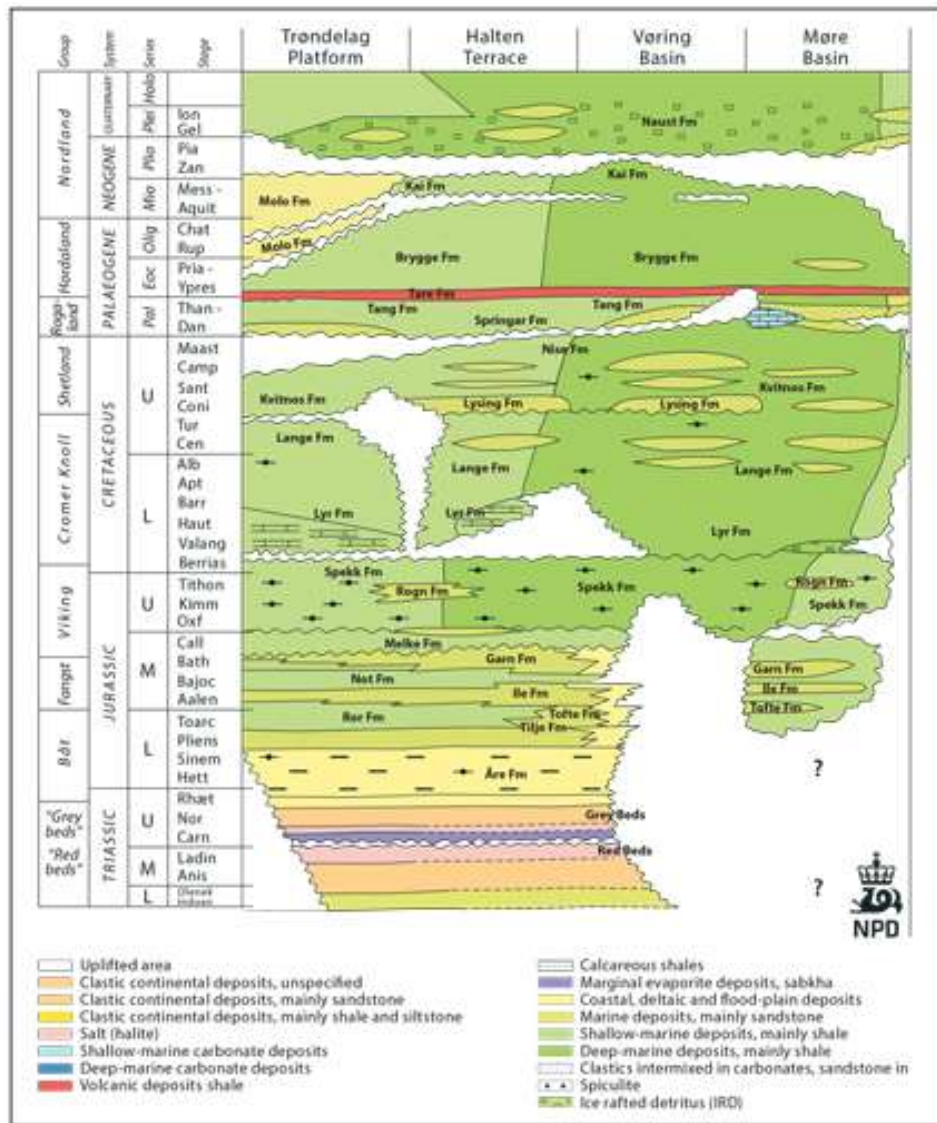 Group
System
Series
Stage
Trøndelag
Platform
Halten
Terrace
Vøring
Basin
Møre
Basin
Nordland
Hordaland
Roga-
land
Shetland
Cromer Knoll
Viking
Fangst
Båt
"Grey
beds"
"Red
beds"
QUATERNARY
NEOGENE
PALAEOGENE
CRETACEOUS
JURASSIC
TRIASSIC
Holo
Plei
Plio
Mio
Olig
Eoc
Pal
U
L
U
M
L
U
M
L
Ion
Gel
Pia
Zan
Mess -
Aquit
Chat
Rup
Pria -
Ypres
Than -
Dan
Maast
Camp
Sant
Coni
Tur
Cen
Alb
Apt
Barr
Haut
Valang
Berrias
Tithon
Kimm
Oxf
Call
Bath
Bajoc
Aalen
Toarc
Pliens
Sinem
Hett
Rhæt
Nor
Carn
Ladin
Anis
Naust Fm
Kai Fm
Kai Fm
Molo Fm
Molo Fm
Brygge Fm
Brygge Fm
Tare Fm
Tang Fm
Tang Fm
Springar Fm
Nise Fm
Kvitnos Fm
Kvitnos Fm
Lysing Fm
Lysing Fm
Lange Fm
Lange Fm
Lange Fm
Lyr Fm
Lyr Fm
Lyr Fm
Spekk Fm
Spekk Fm
Rogn Fm
Rogn Fm
Spekk Fm
Melke Fm
Garn Fm
Garn Fm
Not Fm
Ile Fm
Ile Fm
Tofte Fm
Tofte Fm
Ror Fm
Tilje Fm
Åre Fm
?
Grey Beds
Red Beds
?
NPD
Uplifted area
Clastic continental deposits, unspecified
Clastic continental deposits, mainly sandstone
Clastic continental deposits, mainly shale and siltstone
Salt (halite)
Shallow-marine carbonate deposits
Deep-marine carbonate deposits
Volcanic deposits shale
Calcareous shales
Marginal evaporite deposits, sabkha
Coastal, deltaic and flood-plain deposits
Marine deposits, mainly sandstone
Shallow-marine deposits, mainly shale
Deep-marine deposits, mainly shale
Clastics intermixed in carbonates, sandstone in
Spiculite
Ice rafted detritus (IRD)